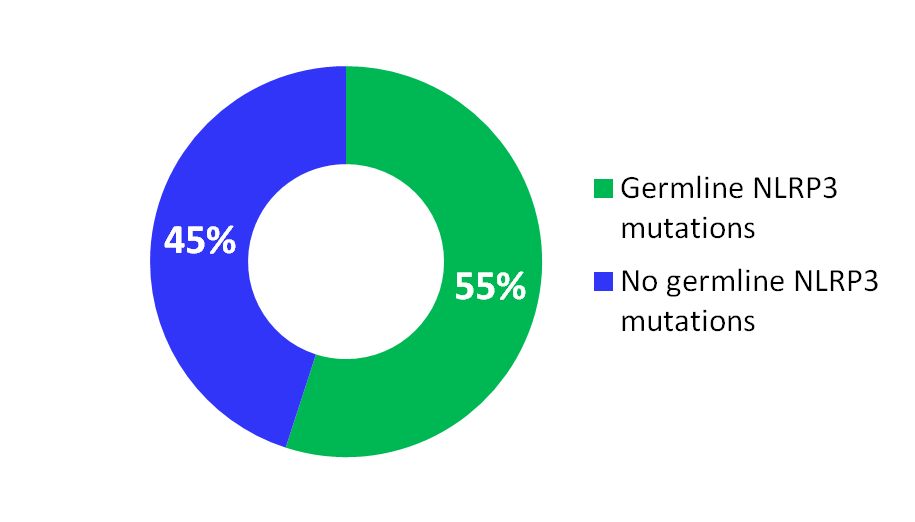 45%
55%
Germline NLRP3
mutations
No germline NLRP3
mutations